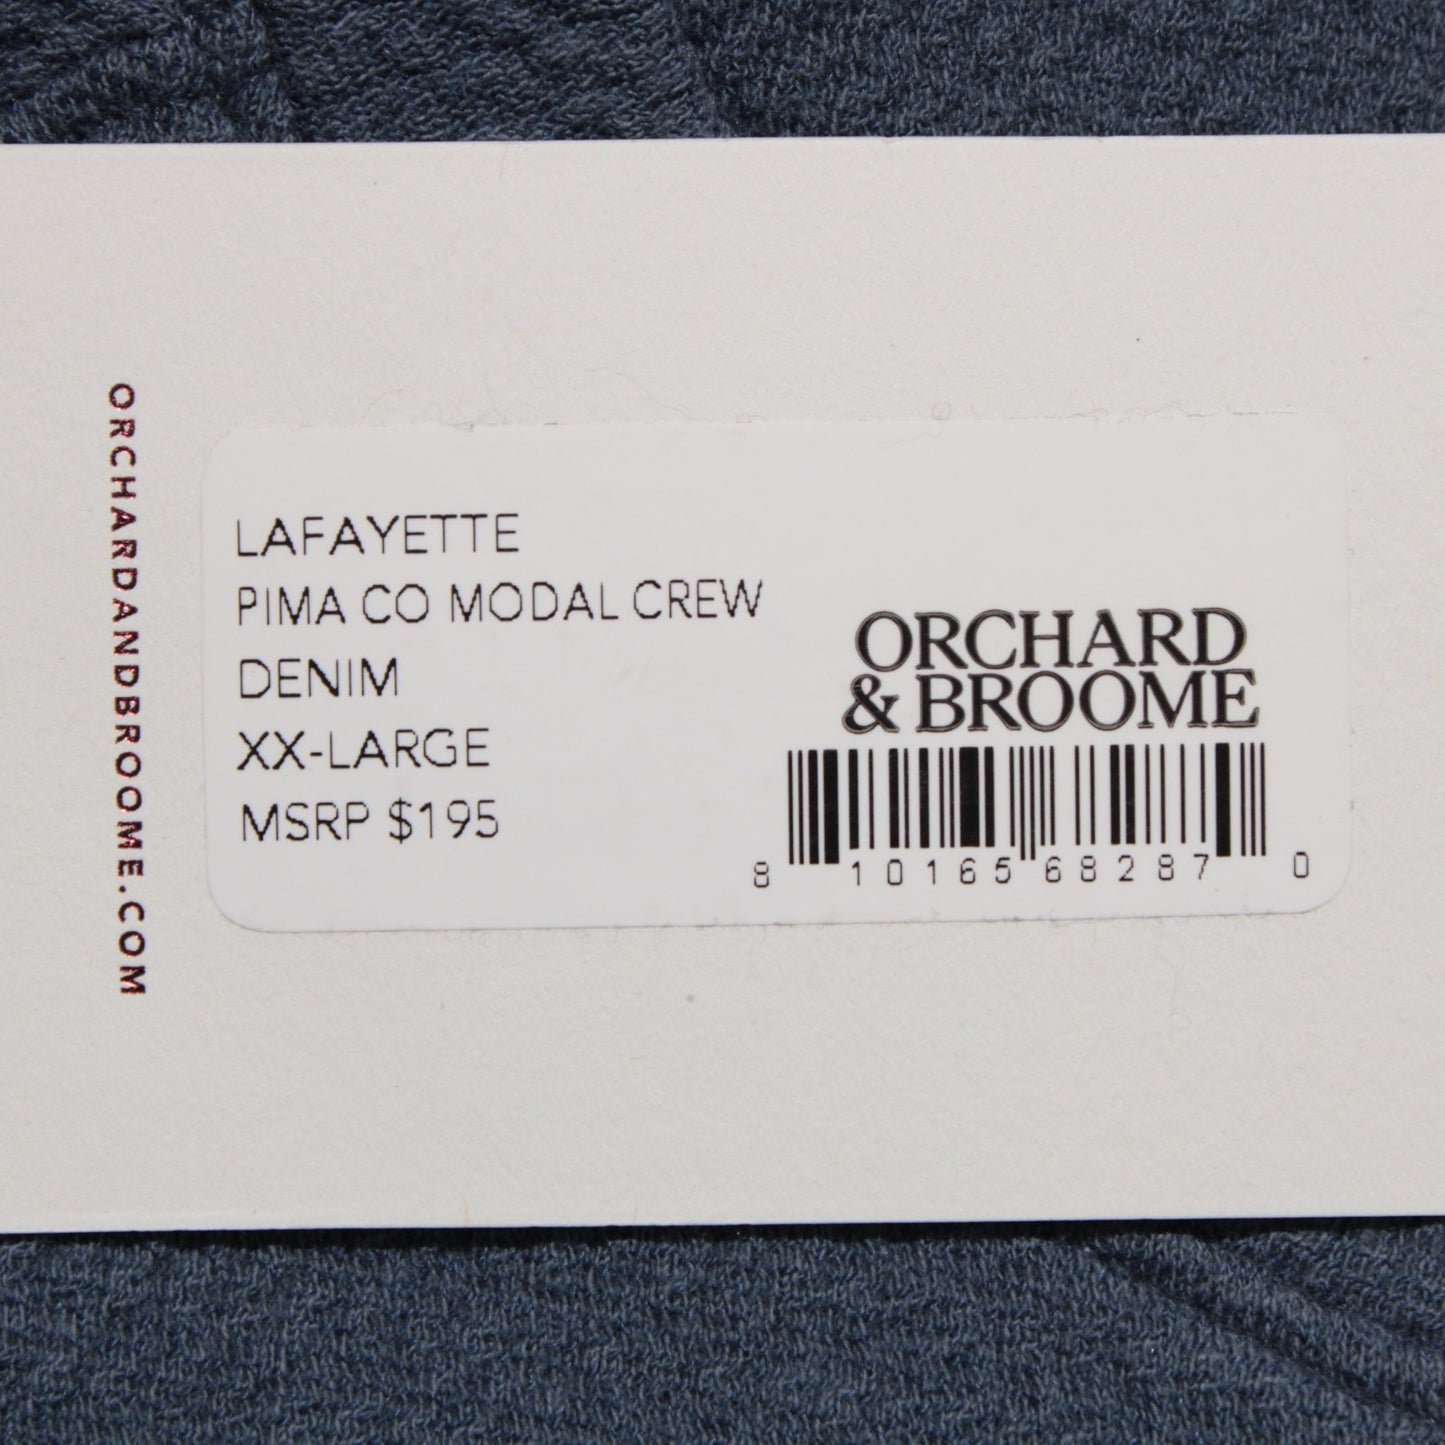 ORCHARDANDBROOME.COM
LAFAYETTE
PIMA CO MODAL CREW
DENIM
XX-LARGE
MSRP $195
ORCHARD
& BROOME
8 10165 68287 0